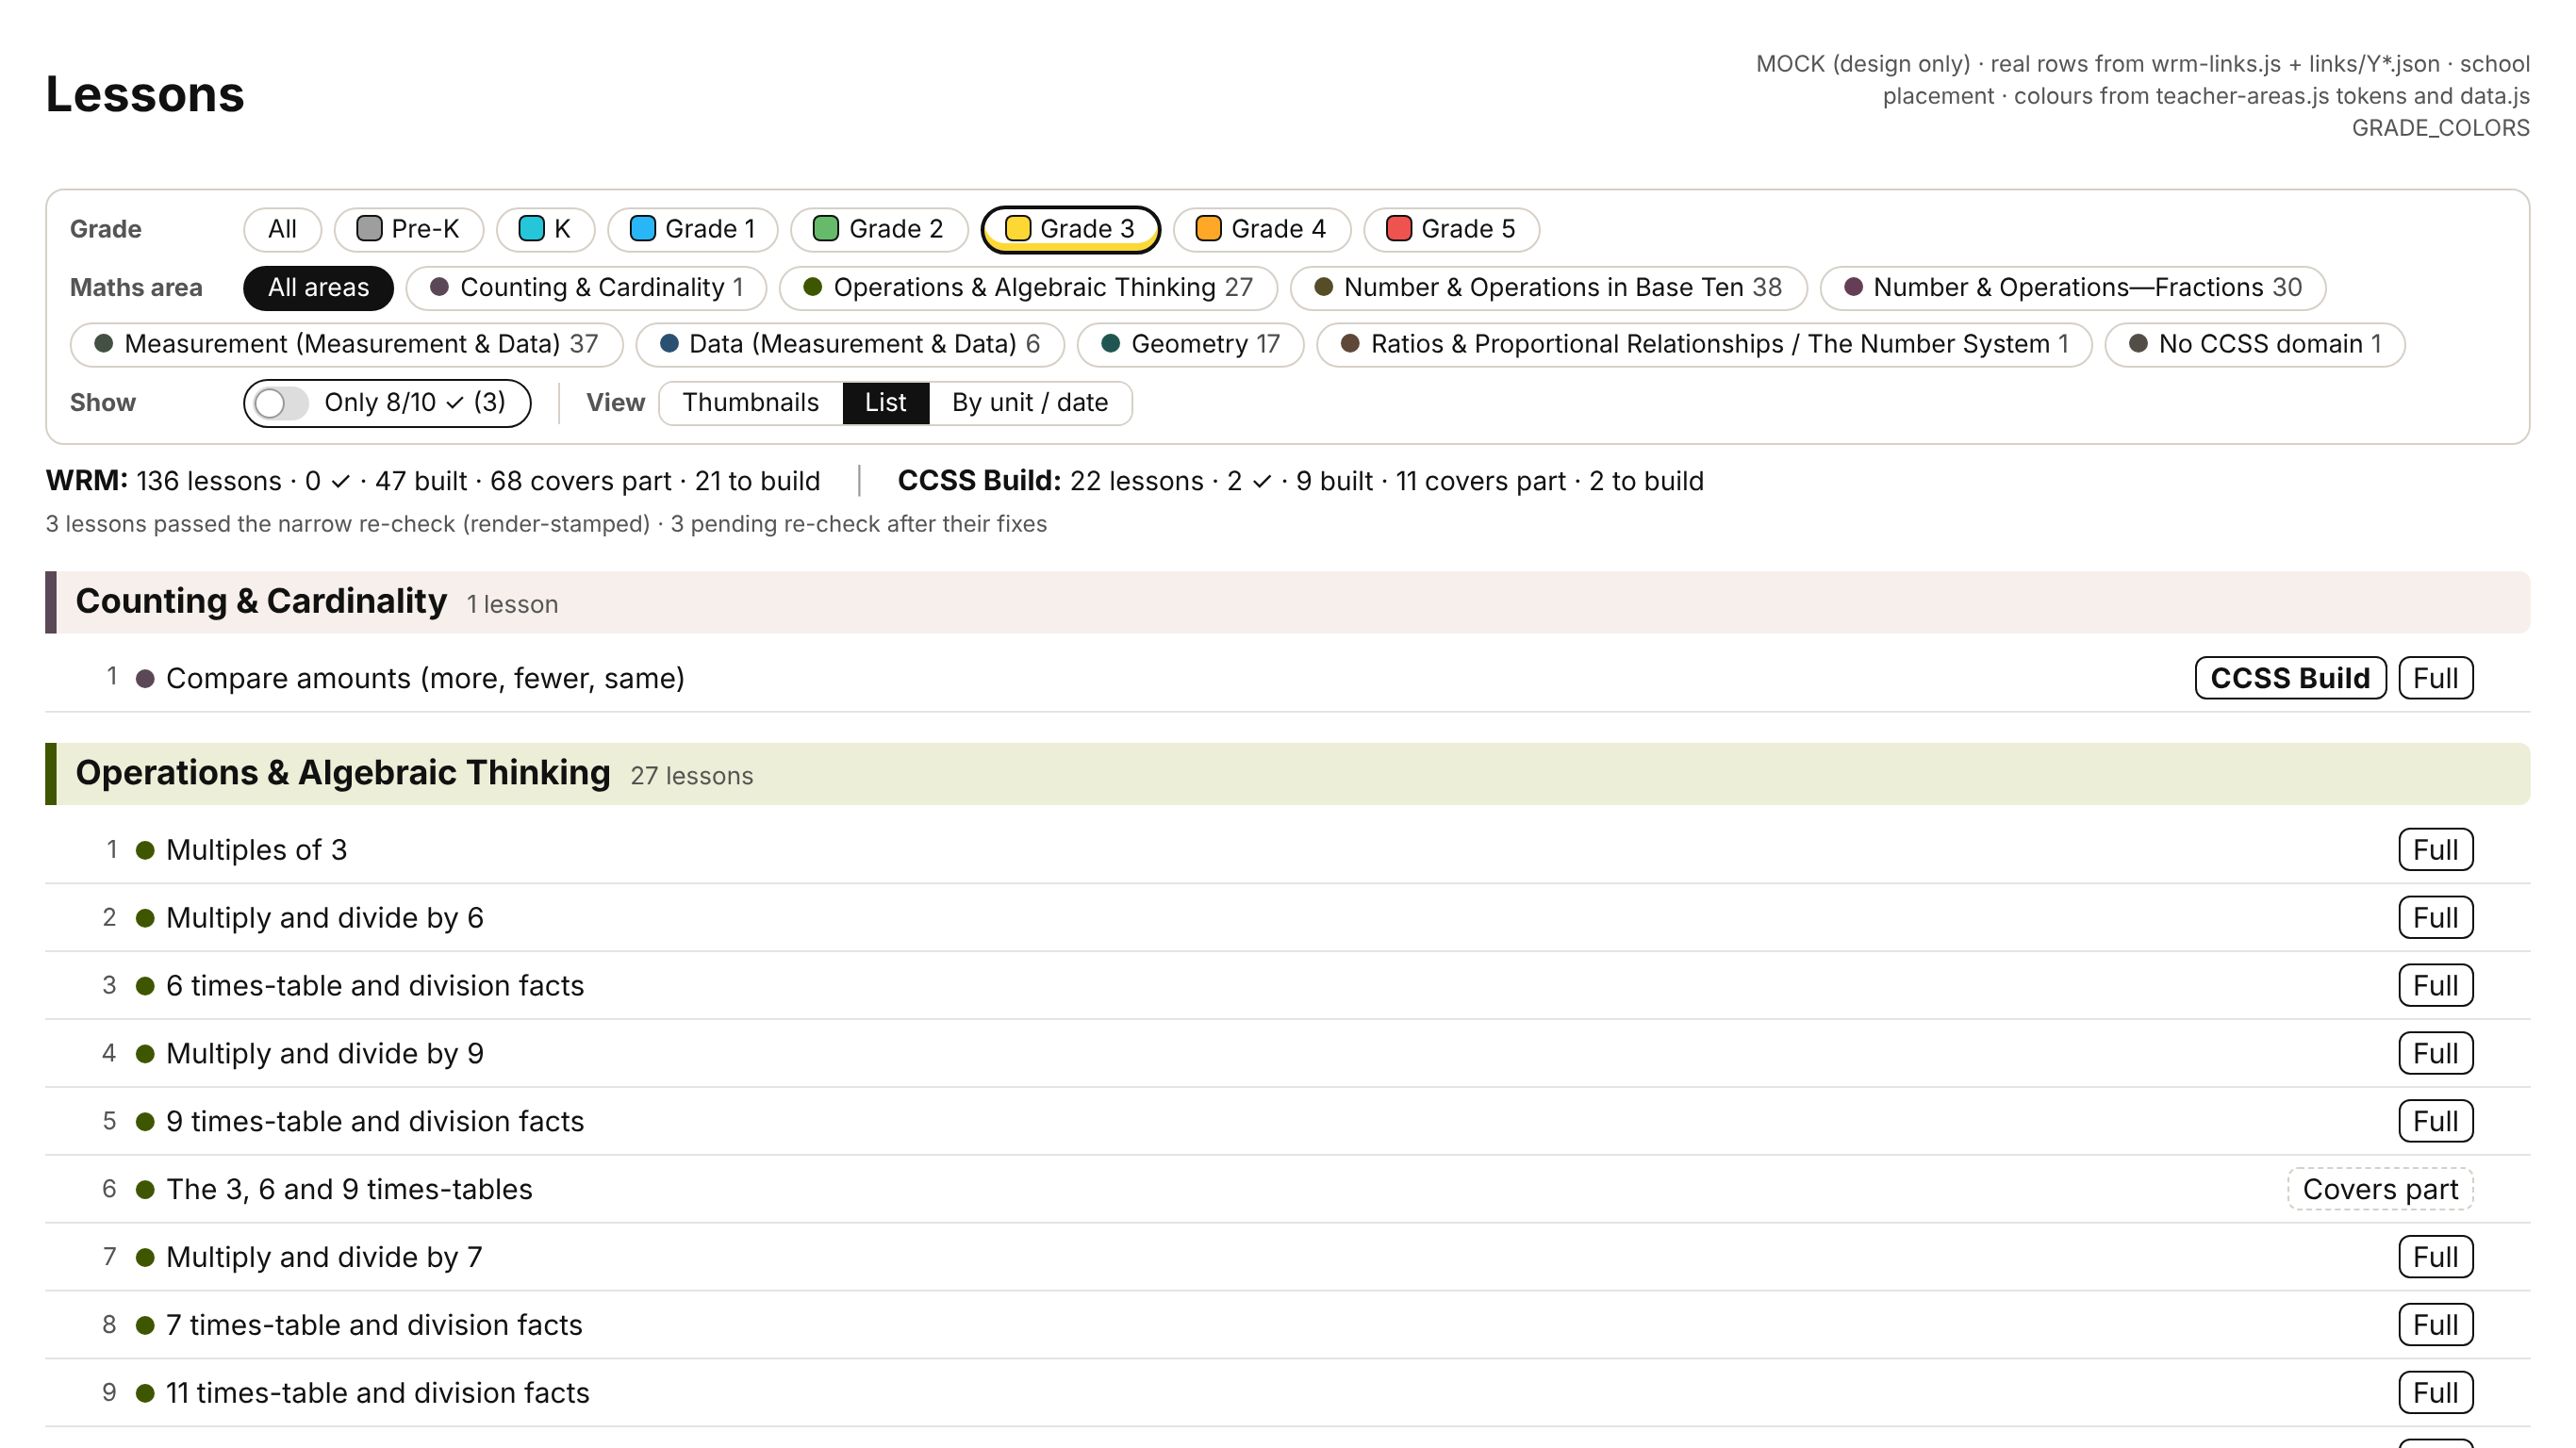 Lessons
MOCK (design only) · real rows from wrm-links.js + links/Y*.json · school
placement · colours from teacher-areas.js tokens and data.js
GRADE_COLORS
Grade All Pre-K K Grade 1 Grade 2 Grade 3 Grade 4 Grade 5
Maths area All areas Counting & Cardinality 1 Operations & Algebraic Thinking 27 Number & Operations in Base Ten 38 Number & Operations—Fractions 30
Measurement (Measurement & Data) 37 Data (Measurement & Data) 6 Geometry 17 Ratios & Proportional Relationships / The Number System 1 No CCSS domain 1
Show Only 8/10 ✓ (3) View Thumbnails List By unit / date
WRM: 136 lessons · 0 ✓ · 47 built · 68 covers part · 21 to build | CCSS Build: 22 lessons · 2 ✓ · 9 built · 11 covers part · 2 to build
3 lessons passed the narrow re-check (render-stamped) · 3 pending re-check after their fixes
Counting & Cardinality 1 lesson
1 Compare amounts (more, fewer, same) CCSS Build Full
Operations & Algebraic Thinking 27 lessons
1 Multiples of 3 Full
2 Multiply and divide by 6 Full
3 6 times-table and division facts Full
4 Multiply and divide by 9 Full
5 9 times-table and division facts Full
6 The 3, 6 and 9 times-tables Covers part
7 Multiply and divide by 7 Full
8 7 times-table and division facts Full
9 11 times-table and division facts Full